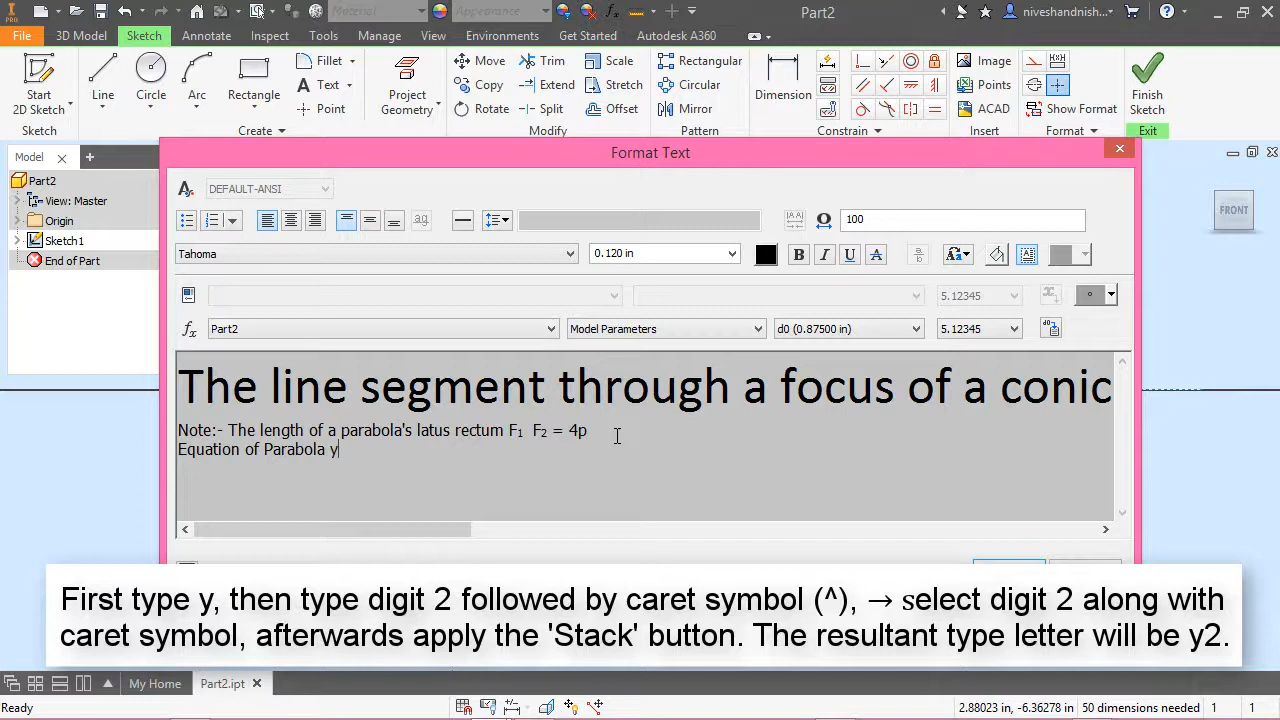 PRO
Material
Appearance
Part2
niveshandnish...
File
3D Model
Sketch
Annotate
Inspect
Tools
Manage
View
Environments
Get Started
Autodesk A360
Start
2D Sketch
Line
Circle
Arc
Rectangle
Fillet
Text
Point
Project
Geometry
Move
Copy
Rotate
Trim
Extend
Split
Scale
Stretch
Offset
Rectangular
Circular
Mirror
Dimension
Image
Points
ACAD
Show Format
Finish
Sketch
Sketch
Create
Modify
Pattern
Constrain
Insert
Format
Exit
Model
Part2
View: Master
Origin
Sketch1
End of Part
FRONT
Format Text
DEFAULT-ANSI
100
Tahoma
0.120 in
5.12345
Part2
Model Parameters
d0 (0.87500 in)
5.12345
The line segment through a focus of a conic
Note:- The length of a parabola's latus rectum F₁  F₂ = 4p
Equation of Parabola y
First type y, then type digit 2 followed by caret symbol (^), → select digit 2 along with
caret symbol, afterwards apply the 'Stack' button. The resultant type letter will be y2.
My Home
Part2.ipt
Ready
2.88023 in, -6.36278 in
50 dimensions needed
1
1